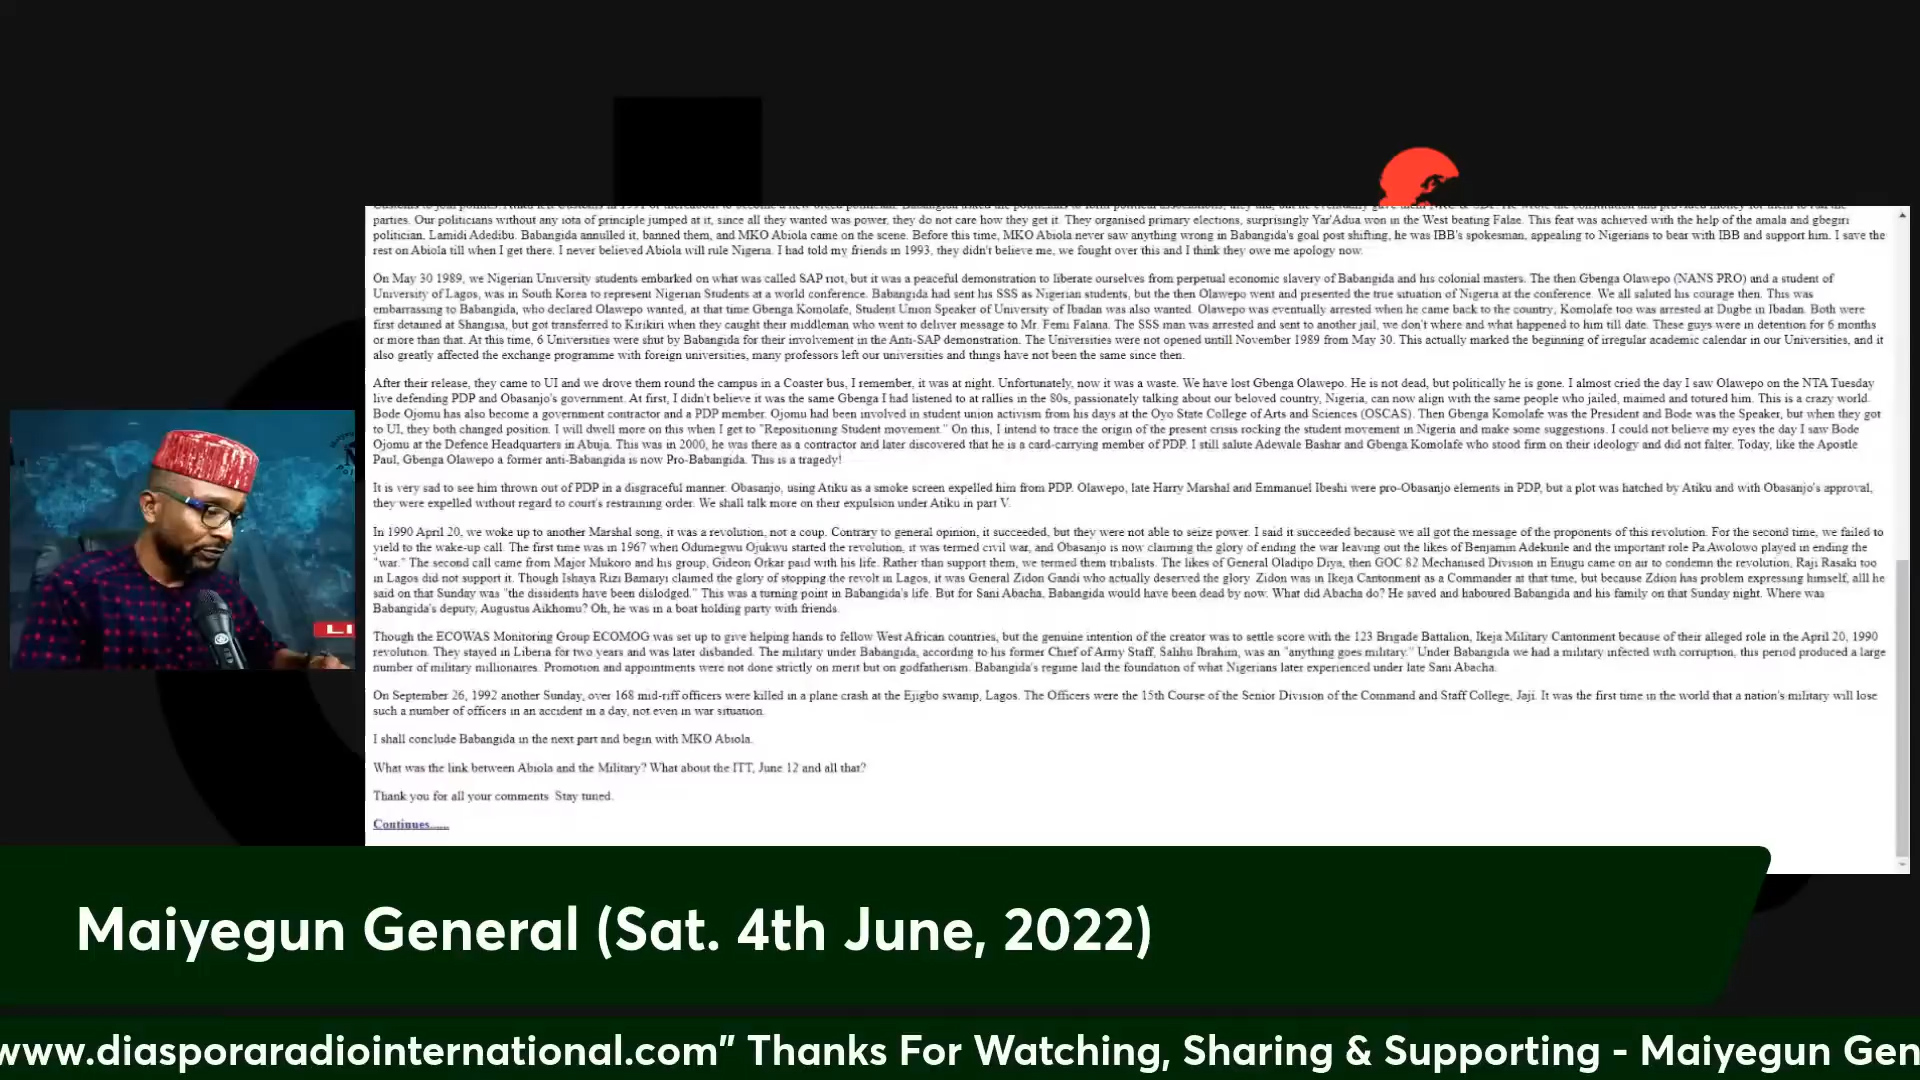 parties. Our politicians without any iota of principle jumped at it, since all they wanted was power, they do not care how they get it. They organised primary elections, surprisingly Yar'Adua won in the West beating Falae. This feat was achieved with the help of the amala and gbegiri
politician, Lamidi Adedibu. Babangida annulled it, banned them, and MKO Abiola came on the scene. Before this time, MKO Abiola never saw anything wrong in Babangida's goal post shifting, he was IBB's spokesman, appealing to Nigerians to bear with IBB and support him. I save the
rest on Abiola till when I get there. I never believed Abiola will rule Nigeria. I had told my friends in 1993, they didn't believe me, we fought over this and I think they owe me apology now.
On May 30 1989, we Nigerian University students embarked on what was called SAP riot, but it was a peaceful demonstration to liberate ourselves from perpetual economic slavery of Babangida and his colonial masters. The then Gbenga Olawepo (NANS PRO) and a student of
University of Lagos, was in South Korea to represent Nigerian Students at a world conference. Babangida had sent his SSS as Nigerian students, but the then Olawepo went and presented the true situation of Nigeria at the conference. We all saluted his courage then. This was
embarrassing to Babangida, who declared Olawepo wanted, at that time Gbenga Komolafe, Student Union Speaker of University of Ibadan was also wanted. Olawepo was eventually arrested when he came back to the country, Komolafe too was arrested at Dugbe in Ibadan. Both were
first detained at Shangisa, but got transferred to Kirikiri when they caught their middleman who went to deliver message to Mr. Femi Falana. The SSS man was arrested and sent to another jail, we don't where and what happened to him till date. These guys were in detention for 6 months
or more than that. At this time, 6 Universities were shut by Babangida for their involvement in the Anti-SAP demonstration. The Universities were not opened untill November 1989 from May 30. This actually marked the beginning of irregular academic calendar in our Universities, and it
also greatly affected the exchange programme with foreign universities, many professors left our universities and things have not been the same since then.
After their release, they came to UI and we drove them round the campus in a Coaster bus, I remember, it was at night. Unfortunately, now it was a waste. We have lost Gbenga Olawepo. He is not dead, but politically he is gone. I almost cried the day I saw Olawepo on the NTA Tuesday
live defending PDP and Obasanjo's government. At first, I didn't believe it was the same Gbenga I had listened to at rallies in the 80s, passionately talking about our beloved country, Nigeria, can now align with the same people who jailed, maimed and totured him. This is a crazy world.
Bode Ojomu has also become a government contractor and a PDP member. Ojomu had been involved in student union activism from his days at the Oyo State College of Arts and Sciences (OSCAS). Then Gbenga Komolafe was the President and Bode was the Speaker, but when they got
to UI, they both changed position. I will dwell more on this when I get to "Repositioning Student movement." On this, I intend to trace the origin of the present crisis rocking the student movement in Nigeria and make some suggestions. I could not believe my eyes the day I saw Bode
Ojomu at the Defence Headquarters in Abuja. This was in 2000, he was there as a contractor and later discovered that he is a card-carrying member of PDP. I still salute Adewale Bashar and Gbenga Komolafe who stood firm on their ideology and did not falter. Today, like the Apostle
Paul, Gbenga Olawepo a former anti-Babangida is now Pro-Babangida. This is a tragedy!
It is very sad to see him thrown out of PDP in a disgraceful manner. Obasanjo, using Atiku as a smoke screen expelled him from PDP. Olawepo, late Harry Marshal and Emmanuel Ibeshi were pro-Obasanjo elements in PDP, but a plot was hatched by Atiku and with Obasanjo's approval,
they were expelled without regard to court's restraining order. We shall talk more on their expulsion under Atiku in part V.
In 1990 April 20, we woke up to another Marshal song, it was a revolution, not a coup. Contrary to general opinion, it succeeded, but they were not able to seize power. I said it succeeded because we all got the message of the proponents of this revolution. For the second time, we failed to
yield to the wake-up call. The first time was in 1967 when Odumegwu Ojukwu started the revolution, it was termed civil war, and Obasanjo is now claiming the glory of ending the war leaving out the likes of Benjamin Adekunle and the important role Pa Awolowo played in ending the
"war." The second call came from Major Mukoro and his group, Gideon Orkar paid with his life. Rather than support them, we termed them tribalists. The likes of General Oladipo Diya, then GOC 82 Mechanised Division in Enugu came on air to condemn the revolution, Raji Rasaki too
in Lagos did not support it. Though Ishaya Rizi Bamaiyi claimed the glory of stopping the revolt in Lagos, it was General Zidon Gandi who actually deserved the glory. Zidon was in Ikeja Cantonment as a Commander at that time, but because Zdion has problem expressing himself, alll he
said on that Sunday was "the dissidents have been dislodged." This was a turning point in Babangida's life. But for Sani Abacha, Babangida would have been dead by now. What did Abacha do? He saved and haboured Babangida and his family on that Sunday night. Where was
Babangida's deputy, Augustus Aikhomu? Oh, he was in a boat holding party with friends.
Though the ECOWAS Monitoring Group ECOMOG was set up to give helping hands to fellow West African countries, but the genuine intention of the creator was to settle score with the 123 Brigade Battalion, Ikeja Military Cantonment because of their alleged role in the April 20, 1990
revolution. They stayed in Liberia for two years and was later disbanded. The military under Babangida, according to his former Chief of Army Staff, Salihu Ibrahim, was an "anything goes military." Under Babangida we had a military infected with corruption, this period produced a large
number of military millionaires. Promotion and appointments were not done strictly on merit but on godfatherism. Babangida's regime laid the foundation of what Nigerians later experienced under late Sani Abacha.
On September 26, 1992 another Sunday, over 168 mid-riff officers were killed in a plane crash at the Ejigbo swamp, Lagos. The Officers were the 15th Course of the Senior Division of the Command and Staff College, Jaji. It was the first time in the world that a nation's military will lose
such a number of officers in an accident in a day, not even in war situation.
I shall conclude Babangida in the next part and begin with MKO Abiola.
What was the link between Abiola and the Military? What about the ITT, June 12 and all that?
Thank you for all your comments. Stay tuned.
Continues......
LI
Maiyegun General (Sat. 4th June, 2022)
www.diasporaradiointernational.com" Thanks For Watching, Sharing & Supporting - Maiyegun Gen